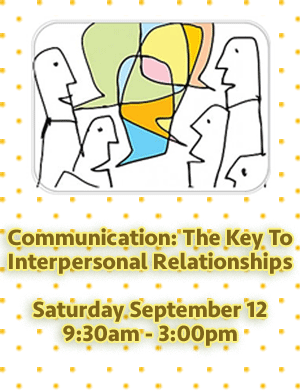 Communication: The Key To
Interpersonal Relationships
Saturday September 12
9:30am - 3:00pm